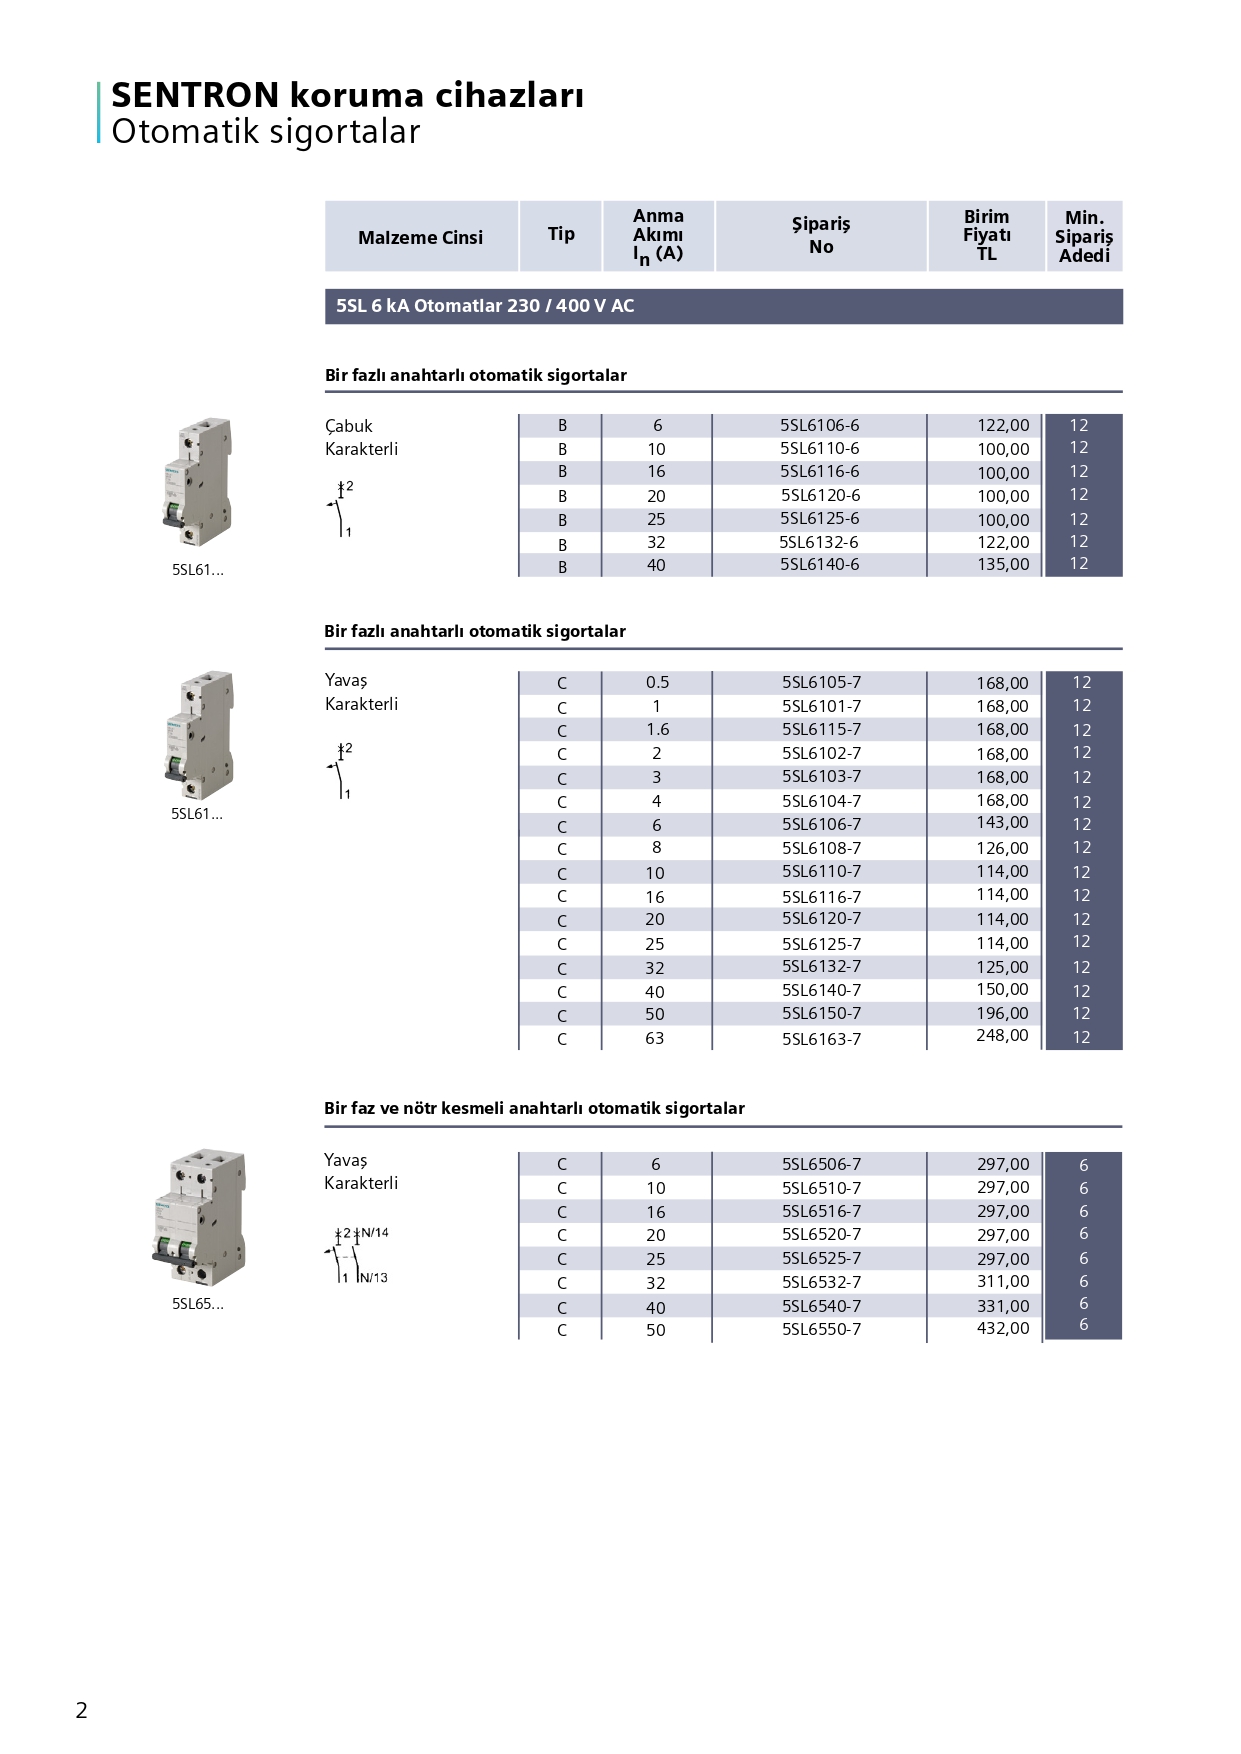 SENTRON koruma cihazları
Otomatik sigortalar
Malzeme Cinsi Tip Anma Akımı In (A) Şipariş No Birim Fiyatı TL Min. Sipariş Adedi
5SL 6 kA Otomatlar 230 / 400 V AC
Bir fazlı anahtarlı otomatik sigortalar
Çabuk B 6 5SL6106-6 122,00 12
Karakterli B 10 5SL6110-6 100,00 12
B 16 5SL6116-6 100,00 12
2 B 20 5SL6120-6 100,00 12
B 25 5SL6125-6 100,00 12
1 B 32 5SL6132-6 122,00 12
5SL61... B 40 5SL6140-6 135,00 12
Bir fazlı anahtarlı otomatik sigortalar
Yavaş C 0.5 5SL6105-7 168,00 12
Karakterli C 1 5SL6101-7 168,00 12
C 1.6 5SL6115-7 168,00 12
2 C 2 5SL6102-7 168,00 12
C 3 5SL6103-7 168,00 12
1 C 4 5SL6104-7 168,00 12
5SL61... C 6 5SL6106-7 143,00 12
C 8 5SL6108-7 126,00 12
C 10 5SL6110-7 114,00 12
C 16 5SL6116-7 114,00 12
C 20 5SL6120-7 114,00 12
C 25 5SL6125-7 114,00 12
C 32 5SL6132-7 125,00 12
C 40 5SL6140-7 150,00 12
C 50 5SL6150-7 196,00 12
C 63 5SL6163-7 248,00 12
Bir faz ve nötr kesmeli anahtarlı otomatik sigortalar
Yavaş C 6 5SL6506-7 297,00 6
Karakterli C 10 5SL6510-7 297,00 6
C 16 5SL6516-7 297,00 6
2 N/14 C 20 5SL6520-7 297,00 6
C 25 5SL6525-7 297,00 6
1 N/13 C 32 5SL6532-7 311,00 6
5SL65... C 40 5SL6540-7 331,00 6
C 50 5SL6550-7 432,00 6
2